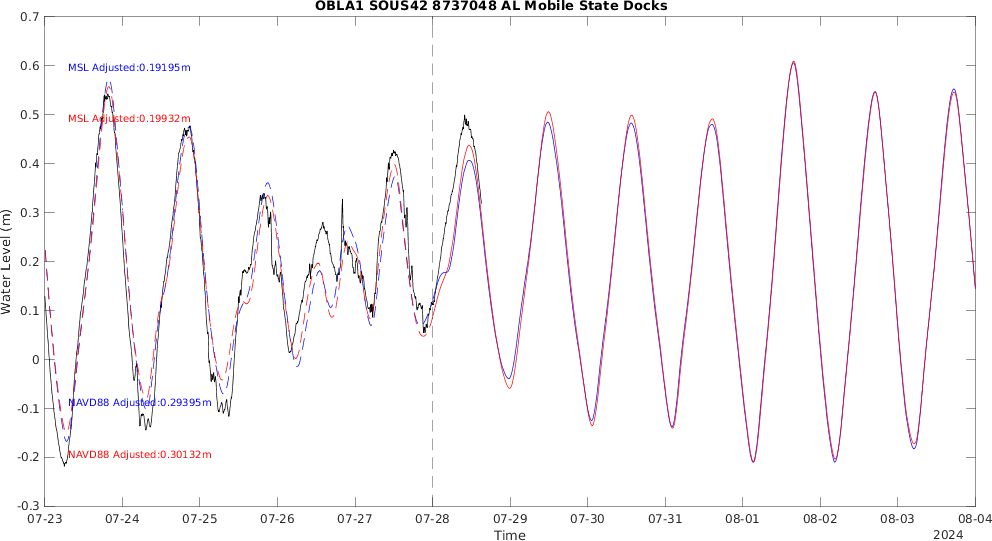 OBLA1 SOUS42 8737048 AL Mobile State Docks
0.7
0.6
0.5
0.4
0.3
0.2
0.1
0
-0.1
-0.2
-0.3
Water Level (m)
MSL Adjusted:0.19195m
MSL Adjusted:0.19932m
NAVD88 Adjusted:0.29395m
NAVD88 Adjusted:0.30132m
07-23 07-24 07-25 07-26 07-27 07-28 07-29 07-30 07-31 08-01 08-02 08-03 08-04
Time
2024